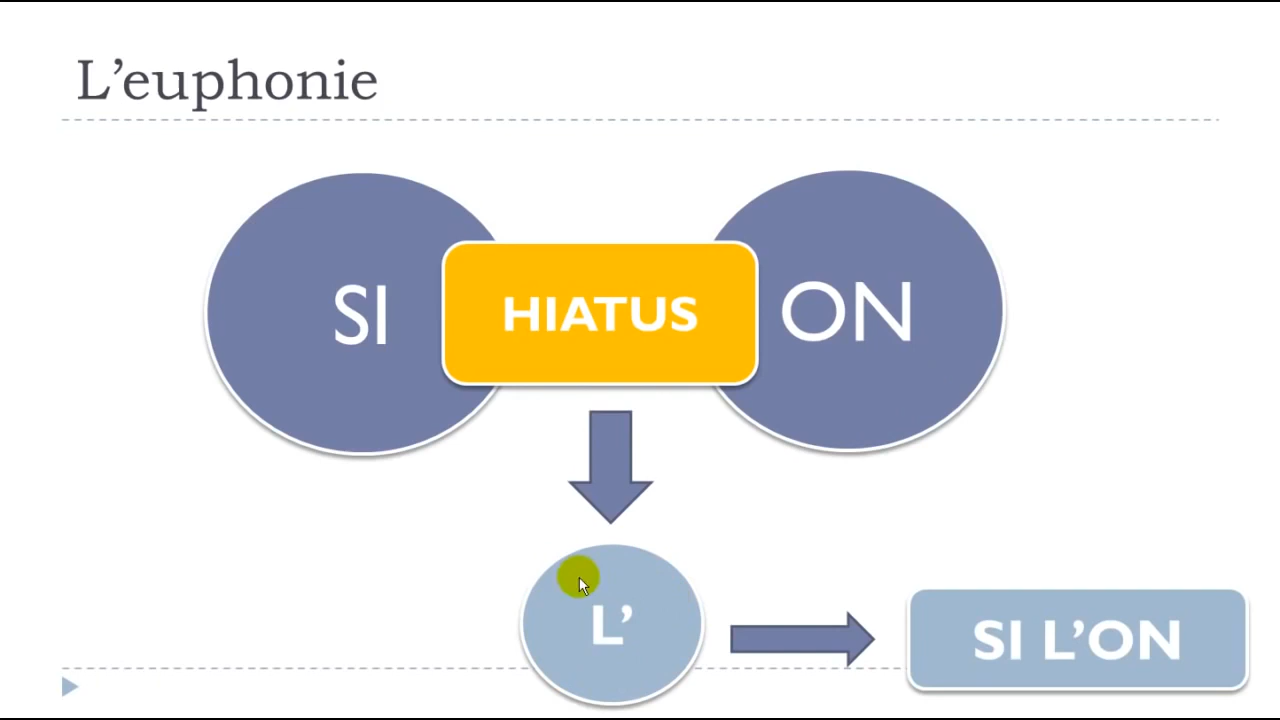 L’euphonie
SI
HIATUS
ON
L’
SI L’ON